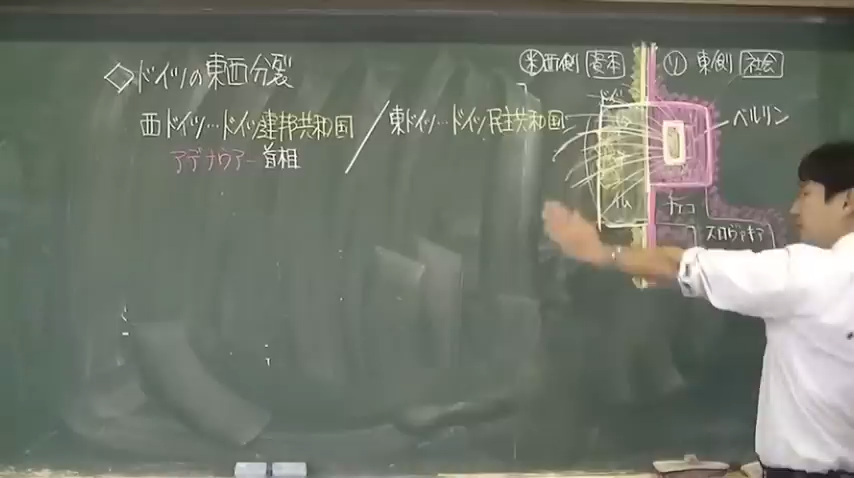 ◇ドイツの東西分裂
西ドイツ…ドイツ連邦共和国／東ドイツ…ドイツ民主共和国
アデナウアー首相
米 西側 資本
ソ 東側 社会
ベルリン
仏
チェコ
スロヴァキア